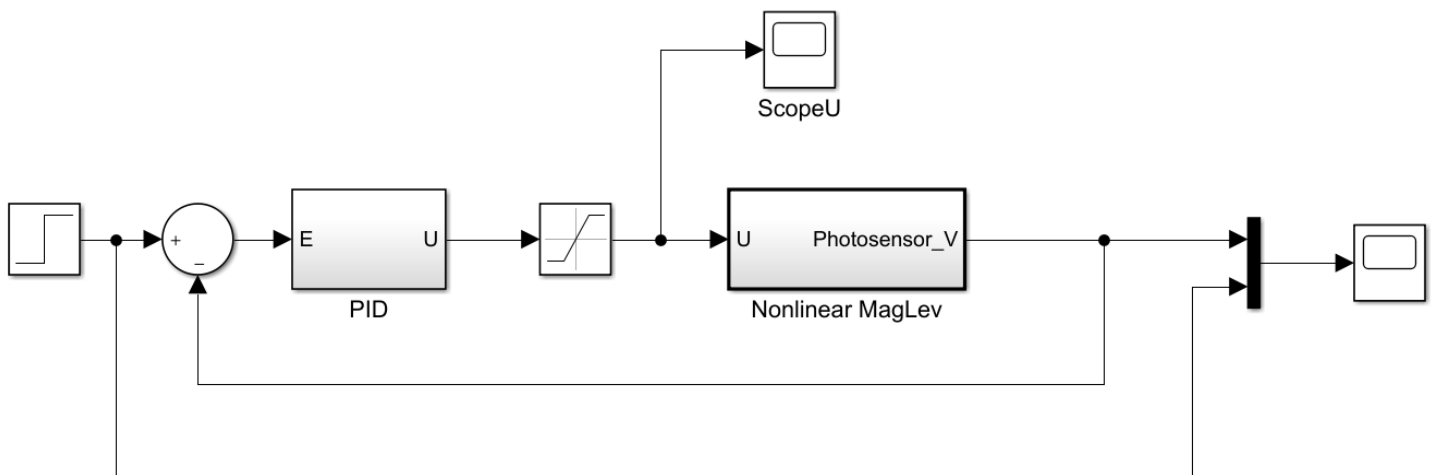 ScopeU
+
−
E
U
U
Photosensor_V
PID
Nonlinear MagLev